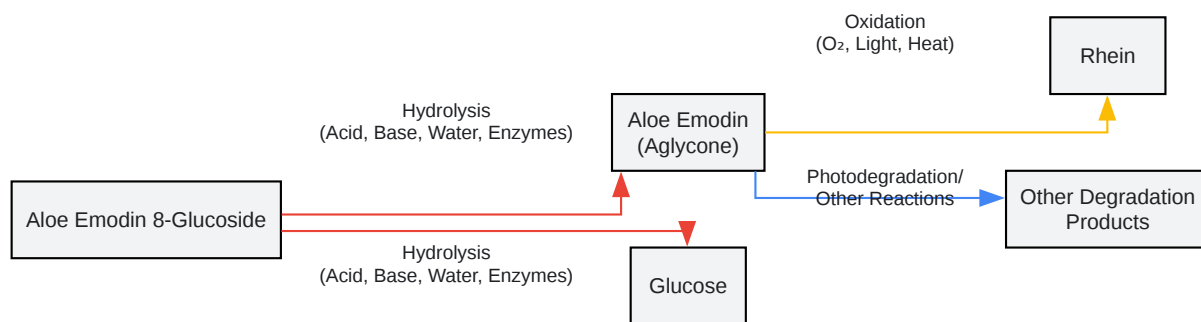 Oxidation
(O₂, Light, Heat)
Rhein
Hydrolysis
(Acid, Base, Water, Enzymes)
Aloe Emodin
(Aglycone)
Photodegradation/
Other Reactions
Other Degradation
Products
Aloe Emodin 8-Glucoside
Hydrolysis
(Acid, Base, Water, Enzymes)
Glucose